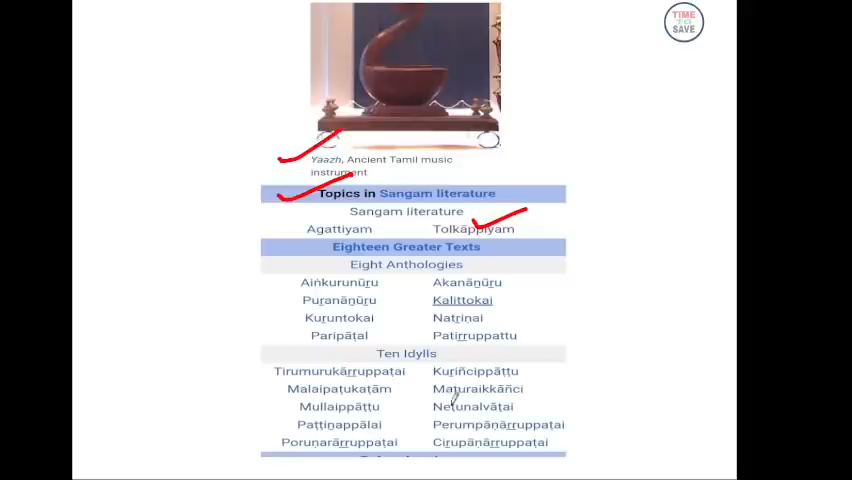 TIME
TO
SAVE
Yaazh, Ancient Tamil music
instrument
Topics in Sangam literature
Sangam literature
Agattiyam Tolkāppiyam
Eighteen Greater Texts
Eight Anthologies
Aiṅkurunūṟu Akanāṉūṟu
Puṟanāṉūṟu Kalittokai
Kuṟuntokai Natṟiṇai
Paripāṭal Patiṟṟuppattu
Ten Idylls
Tirumurukāṟṟuppaṭai Kuṟiñcippāṭṭu
Malaipaṭukaṭām Maturaikkāñci
Mullaippāṭṭu Neṭunalvāṭai
Paṭṭiṉappālai Perumpāṇāṟṟuppaṭai
Poruṇarāṟṟuppaṭai Ciṟupāṇāṟṟuppaṭai